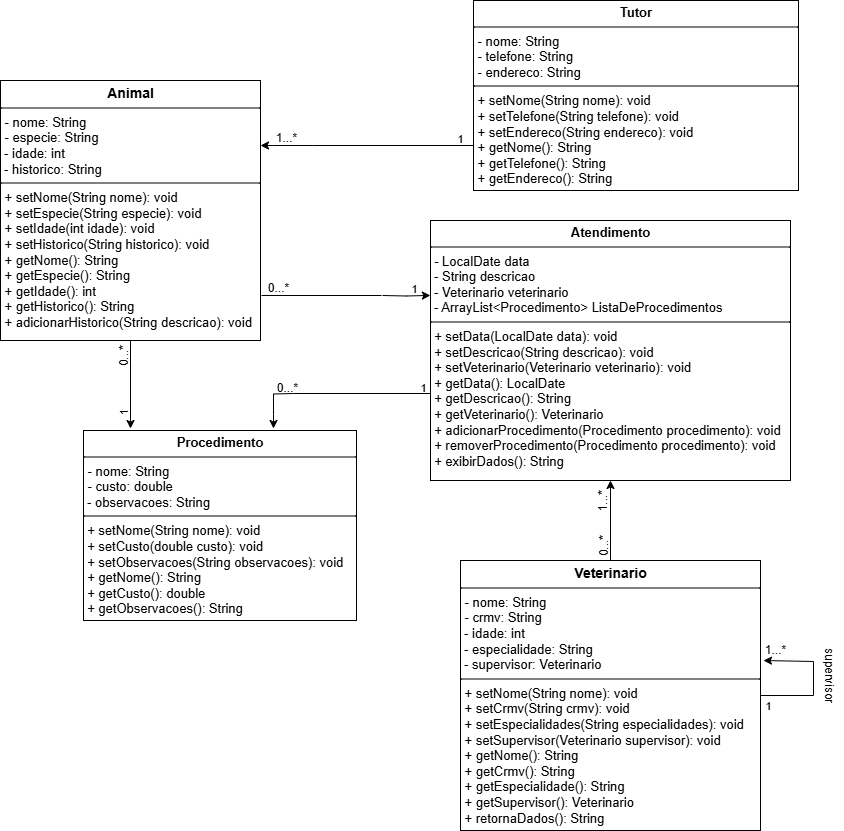 Tutor
- nome: String
- telefone: String
- endereco: String
+ setNome(String nome): void
+ setTelefone(String telefone): void
+ setEndereco(String endereco): void
+ getNome(): String
+ getTelefone(): String
+ getEndereco(): String
Animal
- nome: String
- especie: String
- idade: int
- historico: String
+ setNome(String nome): void
+ setEspecie(String especie): void
+ setIdade(int idade): void
+ setHistorico(String historico): void
+ getNome(): String
+ getEspecie(): String
+ getIdade(): int
+ getHistorico(): String
+ adicionarHistorico(String descricao): void
1...*
1
Atendimento
- LocalDate data
- String descricao
- Veterinario veterinario
- ArrayList<Procedimento> ListaDeProcedimentos
+ setData(LocalDate data): void
+ setDescricao(String descricao): void
+ setVeterinario(Veterinario veterinario): void
+ getData(): LocalDate
+ getDescricao(): String
+ getVeterinario(): Veterinario
+ adicionarProcedimento(Procedimento procedimento): void
+ removerProcedimento(Procedimento procedimento): void
+ exibirDados(): String
0...*
1
0...*
1
0...*
1
Procedimento
- nome: String
- custo: double
- observacoes: String
+ setNome(String nome): void
+ setCusto(double custo): void
+ setObservacoes(String observacoes): void
+ getNome(): String
+ getCusto(): double
+ getObservacoes(): String
1...*
0...*
Veterinario
- nome: String
- crmv: String
- idade: int
- especialidade: String
- supervisor: Veterinario
+ setNome(String nome): void
+ setCrmv(String crmv): void
+ setEspecialidades(String especialidades): void
+ setSupervisor(Veterinario supervisor): void
+ getNome(): String
+ getCrmv(): String
+ getEspecialidade(): String
+ getSupervisor(): Veterinario
+ retornaDados(): String
1...*
1
supervisor